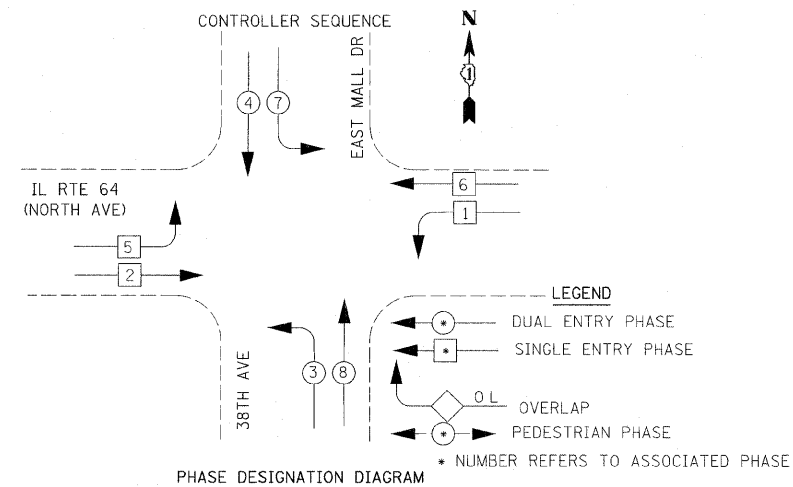 CONTROLLER SEQUENCE
N
1
EAST MALL DR
4
7
IL RTE 64
(NORTH AVE)
6
1
5
2
LEGEND
* DUAL ENTRY PHASE
* SINGLE ENTRY PHASE
3
8
38TH AVE
OL
OVERLAP
* PEDESTRIAN PHASE
* NUMBER REFERS TO ASSOCIATED PHASE
PHASE DESIGNATION DIAGRAM